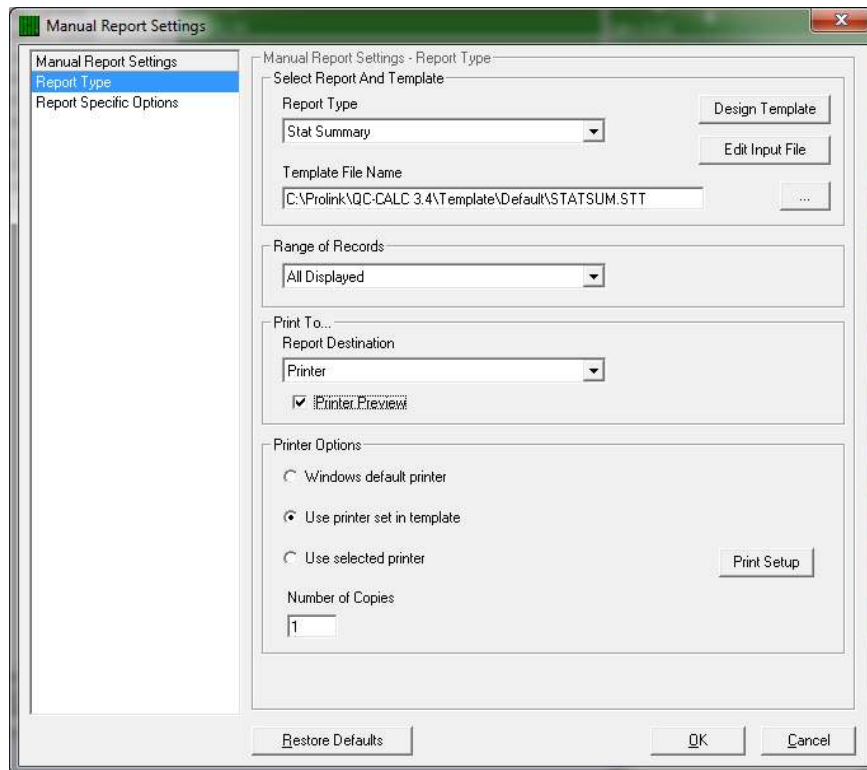 Manual Report Settings
Manual Report Settings
Report Type
Report Specific Options
Manual Report Settings - Report Type
Select Report And Template
Report Type
Stat Summary
Design Template
Edit Input File
Template File Name
C:\Prolink\QC-CALC 3.4\Template\Default\STATSUM.STT
...
Range of Records
All Displayed
Print To...
Report Destination
Printer
Printer Preview
Printer Options
Windows default printer
Use printer set in template
Use selected printer
Print Setup
Number of Copies
1
Restore Defaults
OK
Cancel